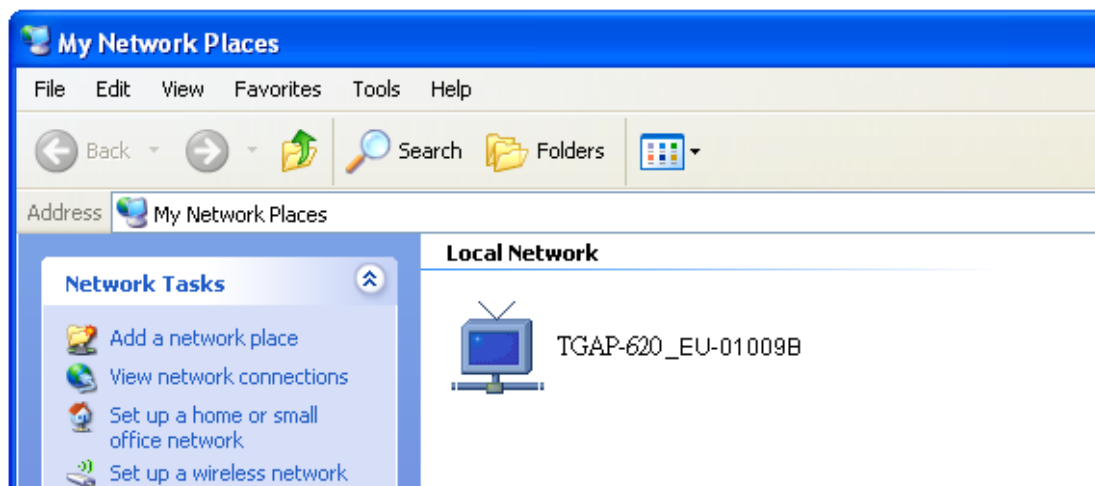 My Network Places
File Edit View Favorites Tools Help
Back Search Folders
Address My Network Places
Network Tasks
Add a network place
View network connections
Set up a home or small
office network
Set up a wireless network
Local Network
TGAP-620_EU-01009B